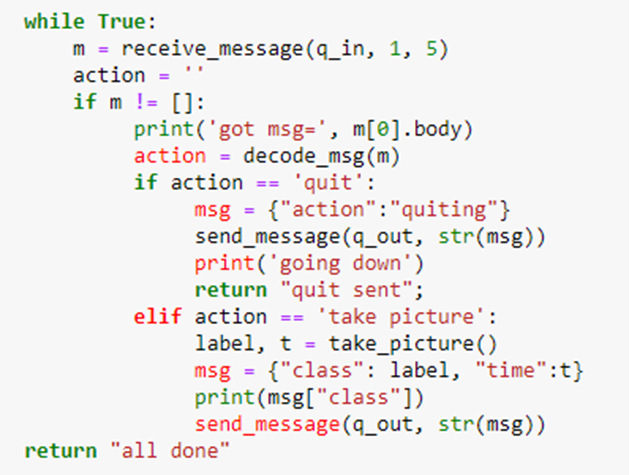 while True:
    m = receive_message(q_in, 1, 5)
    action = ''
    if m != []:
         print('got msg=', m[0].body)
         action = decode_msg(m)
         if action == 'quit':
              msg = {"action":"quiting"}
              send_message(q_out, str(msg))
              print('going down')
              return "quit sent";
         elif action == 'take picture':
              label, t = take_picture()
              msg = {"class": label, "time":t}
              print(msg["class"])
              send_message(q_out, str(msg))
return "all done"